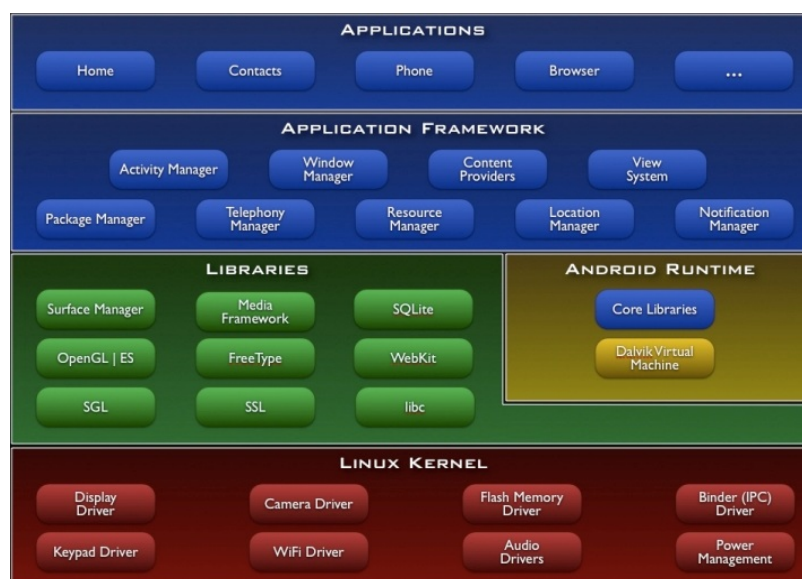 APPLICATIONS
Home
Contacts
Phone
Browser
...
APPLICATION FRAMEWORK
Activity Manager
Window
Manager
Content
Providers
View
System
Package Manager
Telephony
Manager
Resource
Manager
Location
Manager
Notification
Manager
LIBRARIES
Surface Manager
Media
Framework
SQLite
OpenGL | ES
FreeType
WebKit
SGL
SSL
libc
ANDROID RUNTIME
Core Libraries
Dalvik Virtual
Machine
LINUX KERNEL
Display
Driver
Camera Driver
Flash Memory
Driver
Binder (IPC)
Driver
Keypad Driver
WiFi Driver
Audio
Drivers
Power
Management